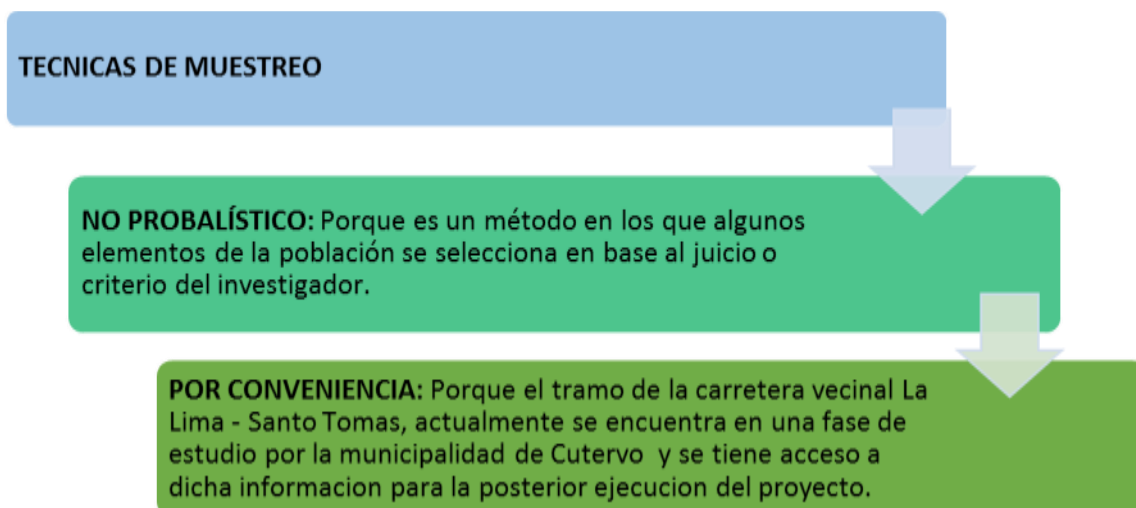 TECNICAS DE MUESTREO
NO PROBALÍSTICO: Porque es un método en los que algunos
elementos de la población se selecciona en base al juicio o
criterio del investigador.
POR CONVENIENCIA: Porque el tramo de la carretera vecinal La
Lima - Santo Tomas, actualmente se encuentra en una fase de
estudio por la municipalidad de Cutervo y se tiene acceso a
dicha informacion para la posterior ejecucion del proyecto.